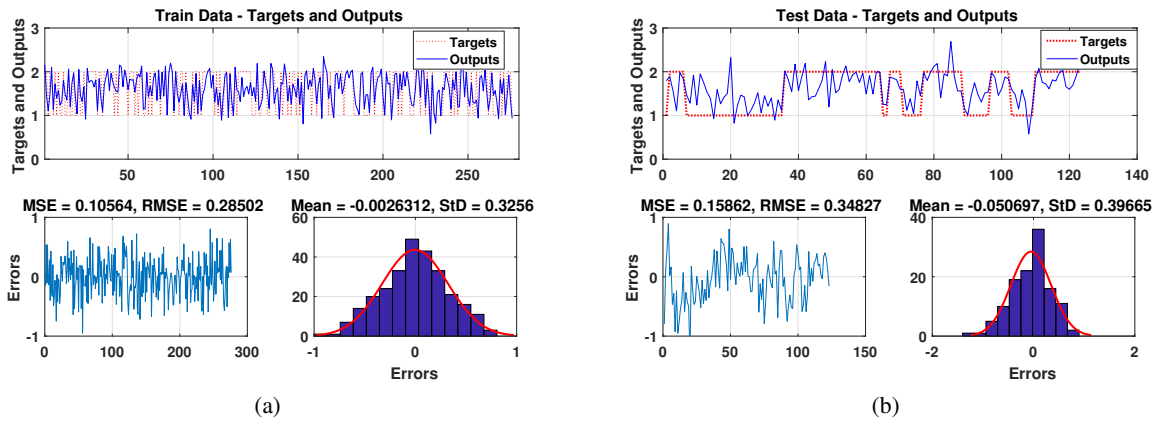 Train Data - Targets and Outputs
Targets and Outputs
3
2
1
0
50
100
150
200
250
Targets
Outputs
MSE = 0.10564, RMSE = 0.28502
Errors
1
0
-1
0
100
200
300
Mean = -0.0026312, StD = 0.3256
60
40
20
0
-1
0
1
Errors
(a)
Test Data - Targets and Outputs
Targets and Outputs
3
2
1
0
0
20
40
60
80
100
120
140
Targets
Outputs
MSE = 0.15862, RMSE = 0.34827
Errors
1
0
-1
0
50
100
150
Mean = -0.050697, StD = 0.39665
40
20
0
-2
0
2
Errors
(b)